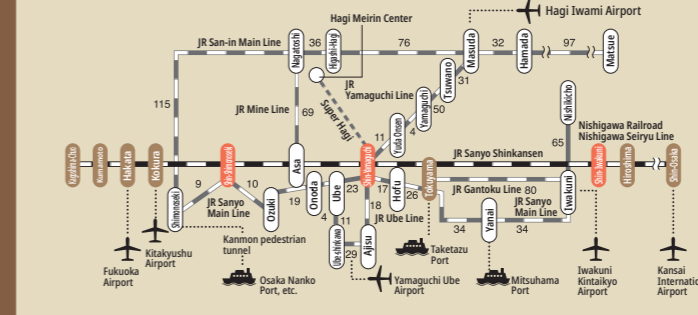 Hagi Iwami Airport
Hagi Meirin Center
JR San-in Main Line
Nagatoshi
36
Higashi-Hagi
76
Masuda
32
Hamada
97
Matsue
31
Tsuwano
JR
Yamaguchi Line
50
Yamaguchi
4
Yuda Onsen
11
Super Hagi
115
JR Mine Line
69
Nishikicho
65
Nishigawa Railroad
Nishigawa Seiryu Line
JR Sanyo Shinkansen
Kumamoto
Hakata
Kokura
Shin-Shimonoseki
Asa
Shin-Yamaguchi
Tokuyama
Shin-Iwakuni
Hiroshima
Shin-Osaka
Shimonoseki
9
10
JR Sanyo
Main Line
Ozuki
19
Onoda
4
Ube
23
11
Ube-shinkawa
29
18
JR Ube Line
Ajisu
17
Hofu
26
JR Gantoku Line 80
JR Sanyo
Main Line
Iwakuni
34
Yanai
34
Kanmon pedestrian
tunnel
Fukuoka
Airport
Kitakyushu
Airport
Osaka Nanko
Port, etc.
Yamaguchi Ube
Airport
Taketazu
Port
Mitsuhama
Port
Iwakuni
Kintaikyo
Airport
Kansai
Internatio
Airport